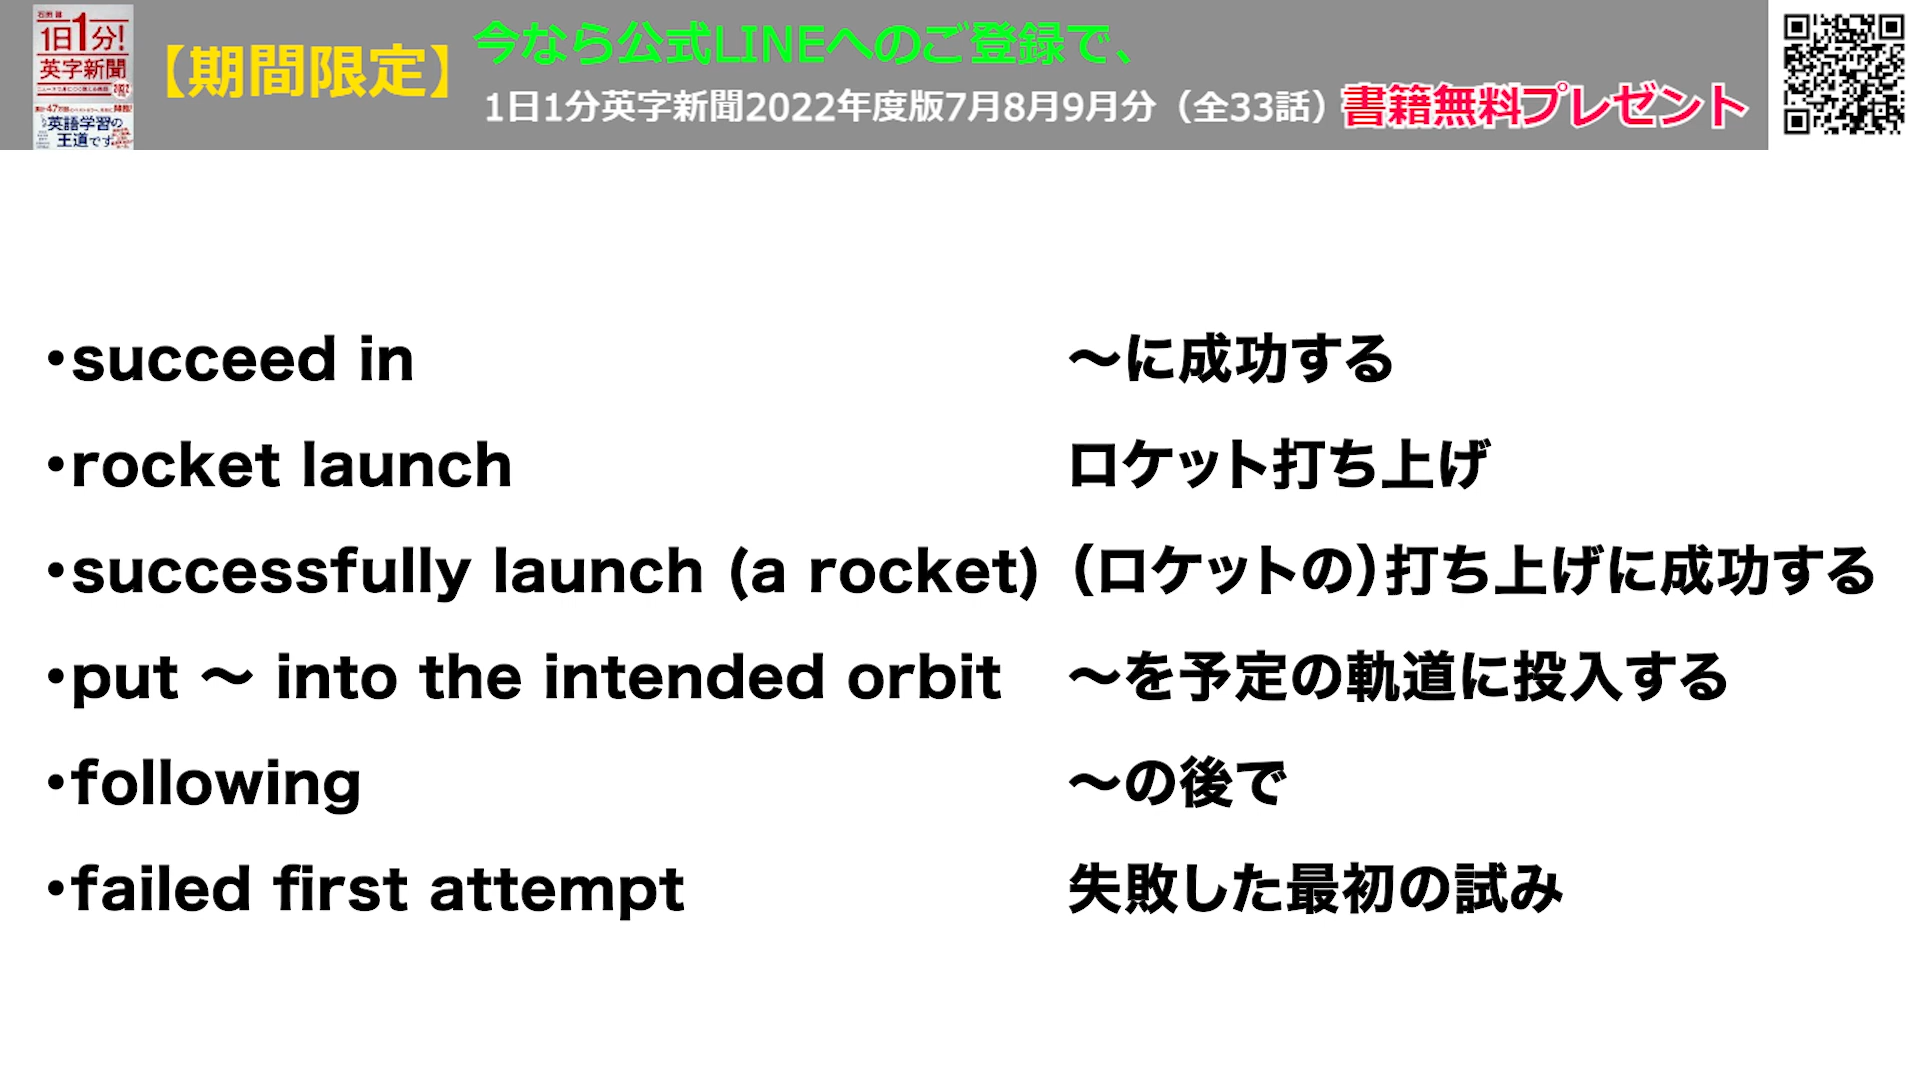 石田 健
1日1分!
英字新聞
2022
英語学習の
王道です
【期間限定】
今なら公式LINEへのご登録で、
1日1分英字新聞2022年度版7月8月9月分（全33話）書籍無料プレゼント
・succeed in ～に成功する
・rocket launch ロケット打ち上げ
・successfully launch (a rocket) （ロケットの）打ち上げに成功する
・put ～ into the intended orbit ～を予定の軌道に投入する
・following ～の後で
・failed first attempt 失敗した最初の試み